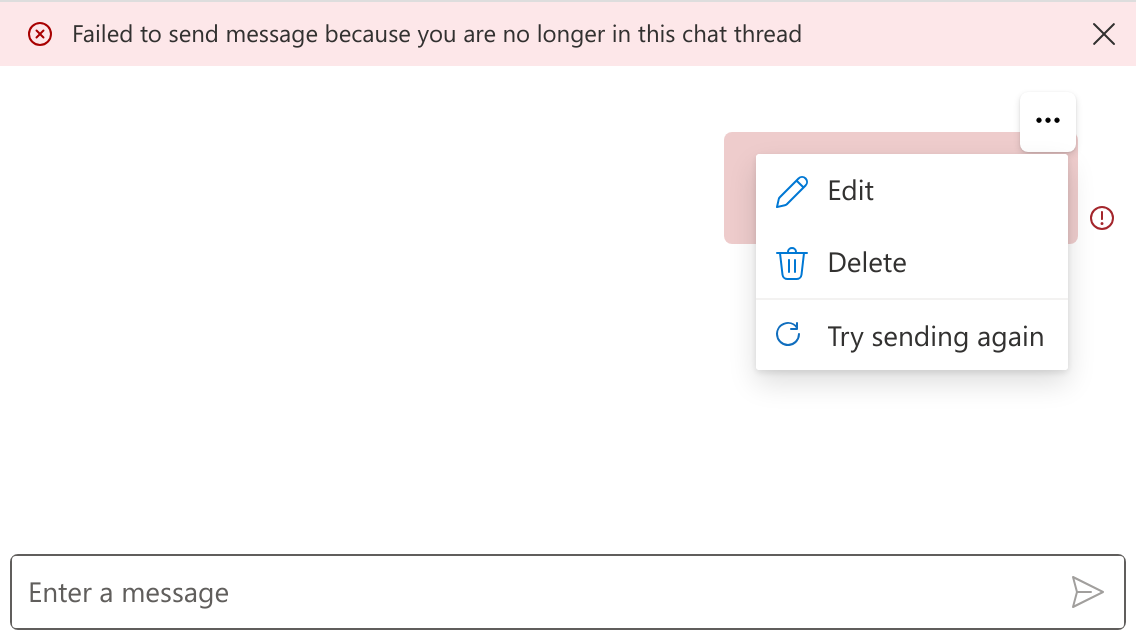 Failed to send message because you are no longer in this chat thread
Edit
Delete
Try sending again
Enter a message